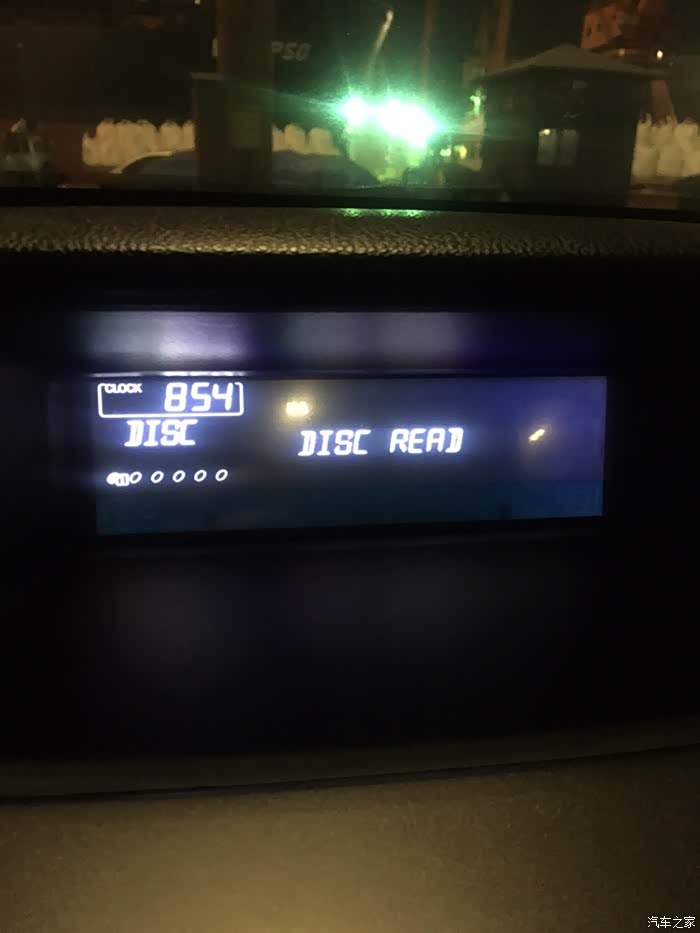 CLOCK 854
DISC
DISC READ
汽车之家